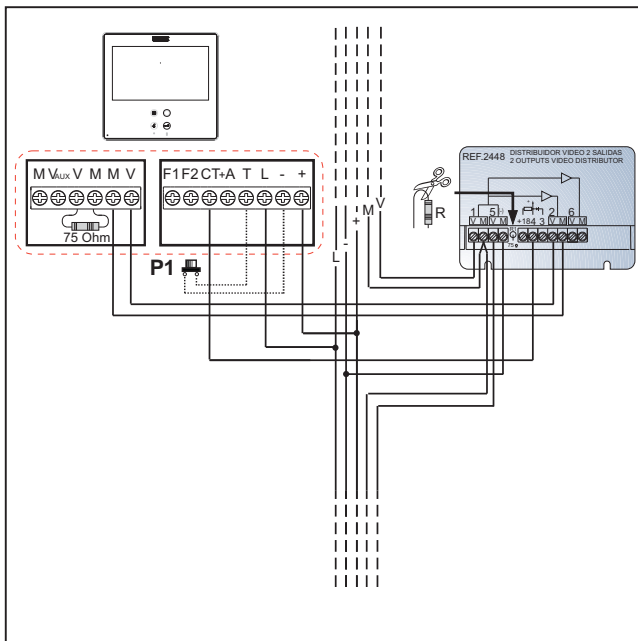 REF.2448 DISTRIBUIDOR VIDEO 2 SALIDAS
2 OUTPUTS VIDEO DISTRIBUTOR
M VAUX V M M V
75 Ohm
F1 F2 CT +A T L - +
P1
L - + M V
R
1 5 +18 4 3 2 6
V M V M V M V M
75